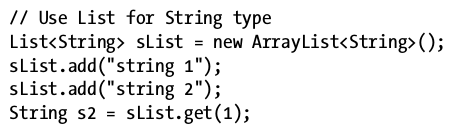 // Use List for String type
List<String> sList = new ArrayList<String>();
sList.add("string 1");
sList.add("string 2");
String s2 = sList.get(1);